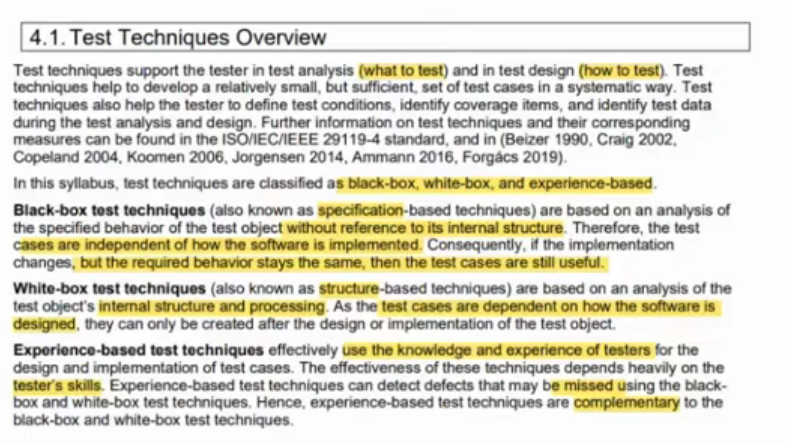 4.1. Test Techniques Overview
Test techniques support the tester in test analysis (what to test) and in test design (how to test). Test
techniques help to develop a relatively small, but sufficient, set of test cases in a systematic way. Test
techniques also help the tester to define test conditions, identify coverage items, and identify test data
during the test analysis and design. Further information on test techniques and their corresponding
measures can be found in the ISO/IEC/IEEE 29119-4 standard, and in (Beizer 1990, Craig 2002,
Copeland 2004, Koomen 2006, Jorgensen 2014, Ammann 2016, Forgács 2019).
In this syllabus, test techniques are classified as black-box, white-box, and experience-based.
Black-box test techniques (also known as specification-based techniques) are based on an analysis of
the specified behavior of the test object without reference to its internal structure. Therefore, the test
cases are independent of how the software is implemented. Consequently, if the implementation
changes, but the required behavior stays the same, then the test cases are still useful.
White-box test techniques (also known as structure-based techniques) are based on an analysis of the
test object's internal structure and processing. As the test cases are dependent on how the software is
designed, they can only be created after the design or implementation of the test object.
Experience-based test techniques effectively use the knowledge and experience of testers for the
design and implementation of test cases. The effectiveness of these techniques depends heavily on the
tester's skills. Experience-based test techniques can detect defects that may be missed using the black-
box and white-box test techniques. Hence, experience-based test techniques are complementary to the
black-box and white-box test techniques.